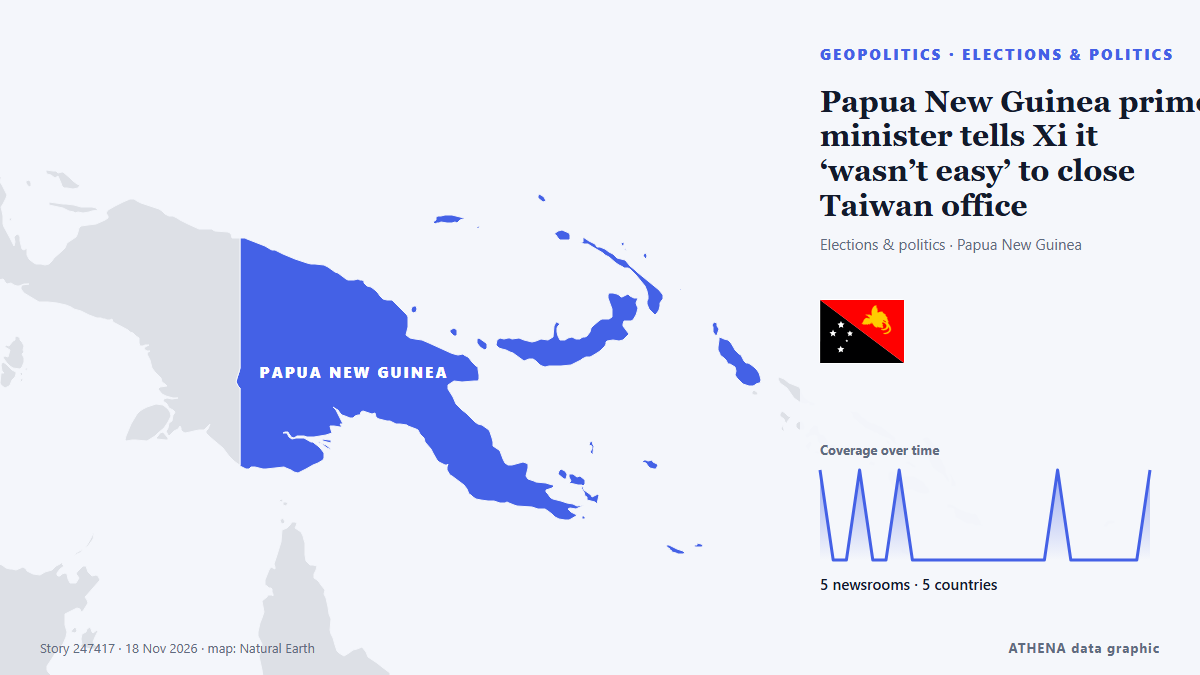 GEOPOLITICS · ELECTIONS & POLITICS
Papua New Guinea prime
minister tells Xi it
‘wasn’t easy’ to close
Taiwan office
Elections & politics · Papua New Guinea
PAPUA NEW GUINEA
Coverage over time
5 newsrooms · 5 countries
Story 247417 · 18 Nov 2026 · map: Natural Earth
ATHENA data graphic